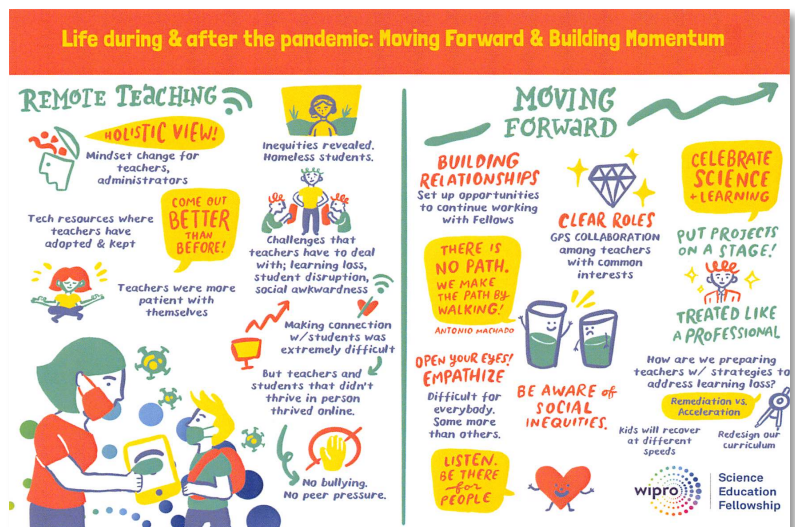 Life during & after the pandemic: Moving Forward & Building Momentum
REMOTE TEACHING
HOLISTIC VIEW!
Mindset change for
teachers,
administrators
Tech resources where
teachers have
adopted & kept
COME OUT
BETTER
THAN
BEFORE!
Teachers were more
patient with
themselves
Inequities revealed.
Homeless students.
Challenges that
teachers have to deal
with; learning loss,
student disruption,
social awkwardness
Making connection
w/students was
extremely difficult
But teachers and
students that didn't
thrive in person
thrived online.
No bullying.
No peer pressure.
MOVING
FORWARD
BUILDING
RELATIONSHIPS
Set up opportunities
to continue working
with Fellows
THERE IS
NO PATH.
WE MAKE
THE PATH BY
WALKING!
ANTONIO MACHADO
OPEN YOUR EYES!
EMPATHIZE
Difficult for
everybody.
Some more
than others.
LISTEN.
BE THERE
for
PEOPLE
CLEAR ROLES
GPS COLLABORATION
among teachers
with common
interests
BE AWARE of
SOCIAL
INEQUITIES.
CELEBRATE
SCIENCE
+ LEARNING
PUT PROJECTS
ON A STAGE!
TREATED LIKE
A PROFESSIONAL
How are we preparing
teachers w/ strategies to
address learning loss?
Remediation vs.
Acceleration
Kids will recover
at different
speeds
Redesign our
curriculum
wipro
Science
Education
Fellowship